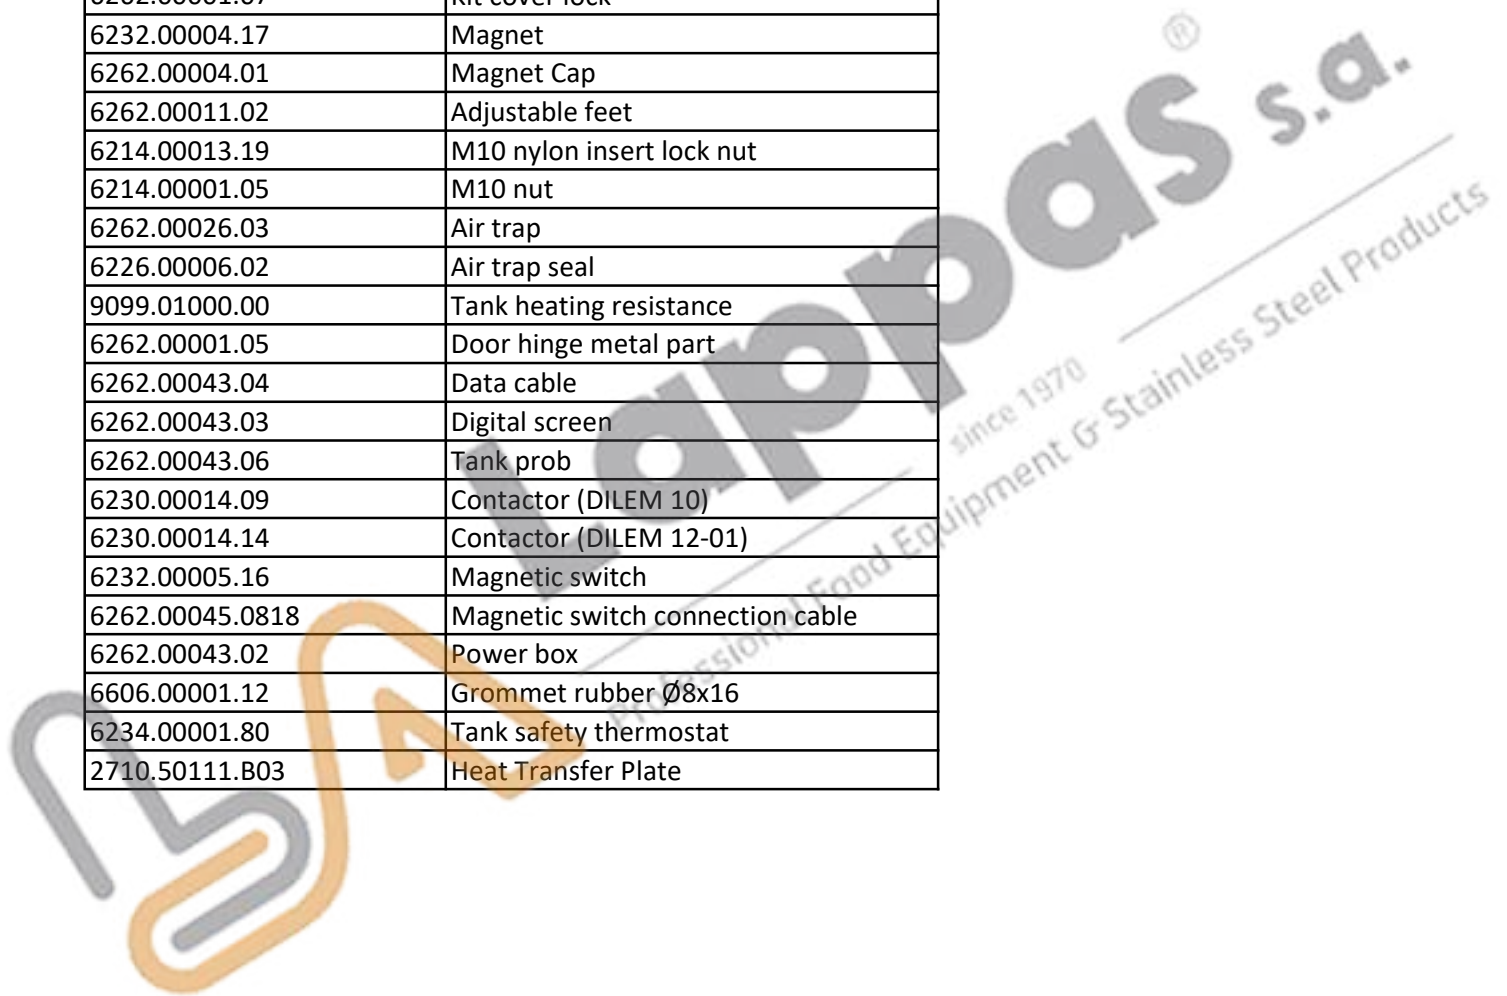 Kit cover lock
6232.00004.17 Magnet
6262.00004.01 Magnet Cap
6262.00011.02 Adjustable feet
6214.00013.19 M10 nylon insert lock nut
6214.00001.05 M10 nut
6262.00026.03 Air trap
6226.00006.02 Air trap seal
9099.01000.00 Tank heating resistance
6262.00001.05 Door hinge metal part
6262.00043.04 Data cable
6262.00043.03 Digital screen
6262.00043.06 Tank prob
6230.00014.09 Contactor (DILEM 10)
6230.00014.14 Contactor (DILEM 12-01)
6232.00005.16 Magnetic switch
6262.00045.0818 Magnetic switch connection cable
6262.00043.02 Power box
6606.00001.12 Grommet rubber Ø8x16
6234.00001.80 Tank safety thermostat
2710.50111.B03 Heat Transfer Plate
Lappas s.a. ®
since 1970
Professional Food Equipment & Stainless Steel Products